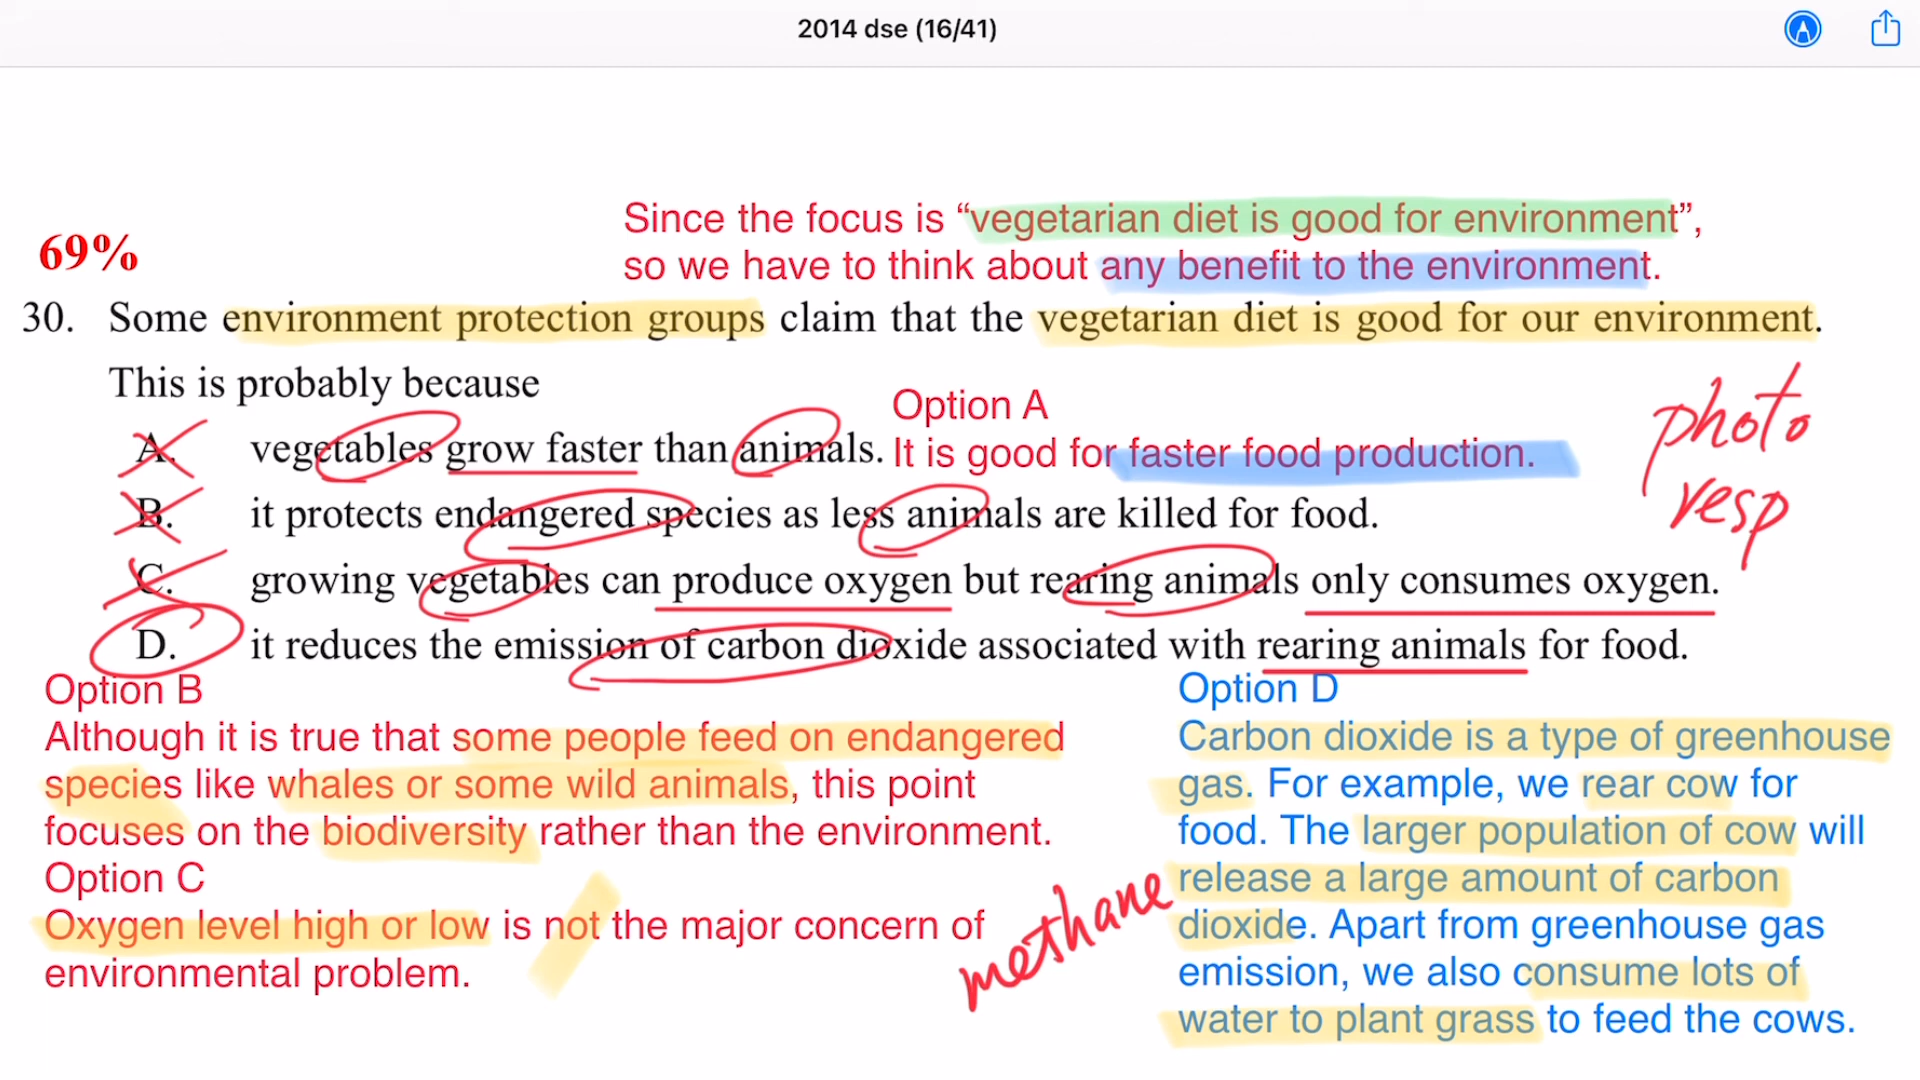 2014 dse (16/41)
Since the focus is “vegetarian diet is good for environment”,
so we have to think about any benefit to the environment.
69%
30. Some environment protection groups claim that the vegetarian diet is good for our environment.
This is probably because
Option A
A. vegetables grow faster than animals. It is good for faster food production.
photo
resp
B. it protects endangered species as less animals are killed for food.
C. growing vegetables can produce oxygen but rearing animals only consumes oxygen.
D. it reduces the emission of carbon dioxide associated with rearing animals for food.
Option B
Although it is true that some people feed on endangered
species like whales or some wild animals, this point
focuses on the biodiversity rather than the environment.
Option C
Oxygen level high or low is not the major concern of
environmental problem.
methane
Option D
Carbon dioxide is a type of greenhouse
gas. For example, we rear cow for
food. The larger population of cow will
release a large amount of carbon
dioxide. Apart from greenhouse gas
emission, we also consume lots of
water to plant grass to feed the cows.